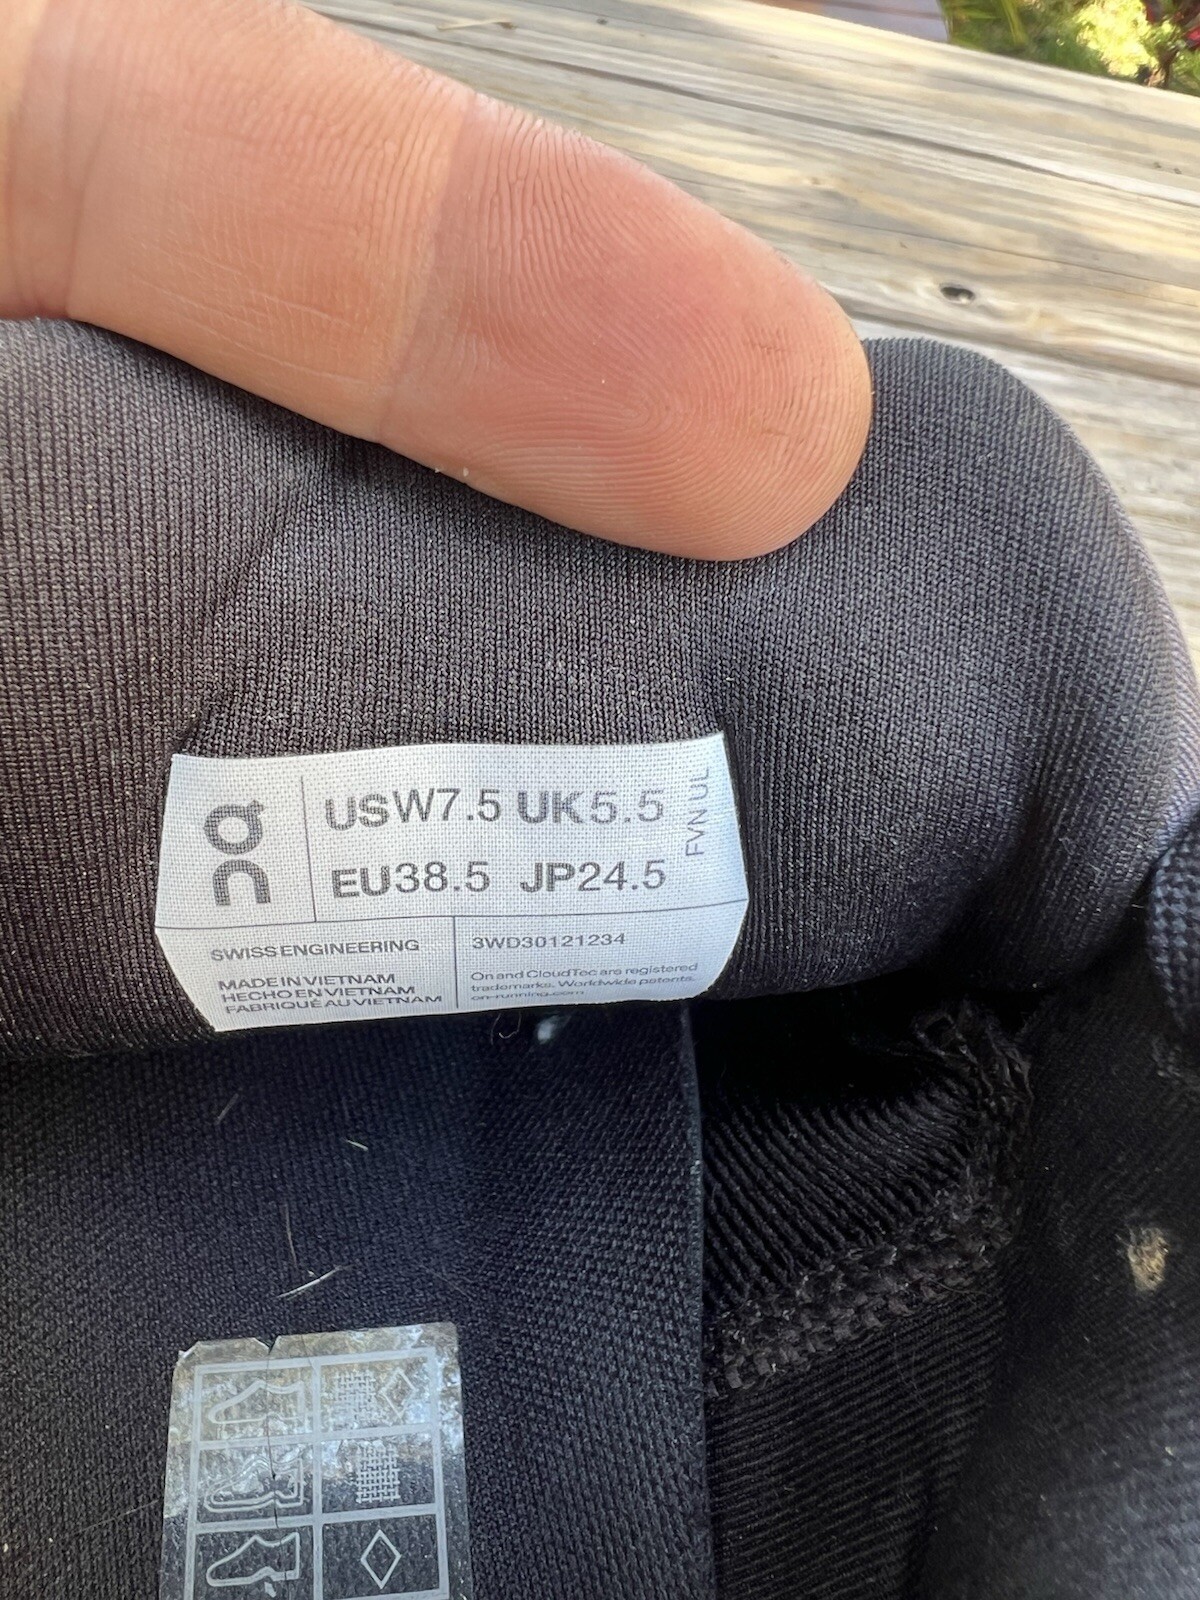 On
USW7.5 UK5.5
EU38.5 JP24.5
FVN UL
SWISS ENGINEERING
MADE IN VIETNAM
HECHO EN VIETNAM
FABRIQUÉ AU VIETNAM
3WD30121234
On and CloudTec are registered
trademarks. Worldwide patents.
on-running.com